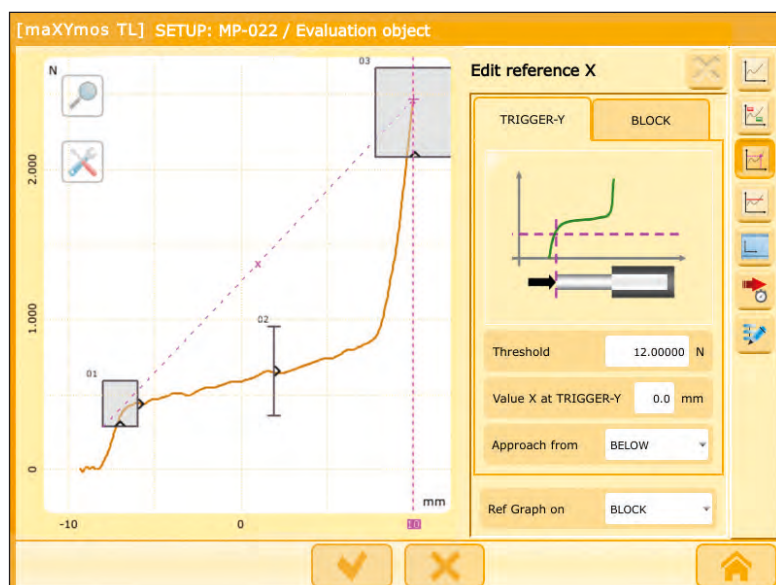 [maXYmos TL] SETUP: MP-022 / Evaluation object
N
03
2.000
02
1.000
01
0
mm
-10
0
Edit reference X
TRIGGER-Y
BLOCK
Threshold
12.00000 N
Value X at TRIGGER-Y
0.0 mm
Approach from
BELOW
Ref Graph on
BLOCK